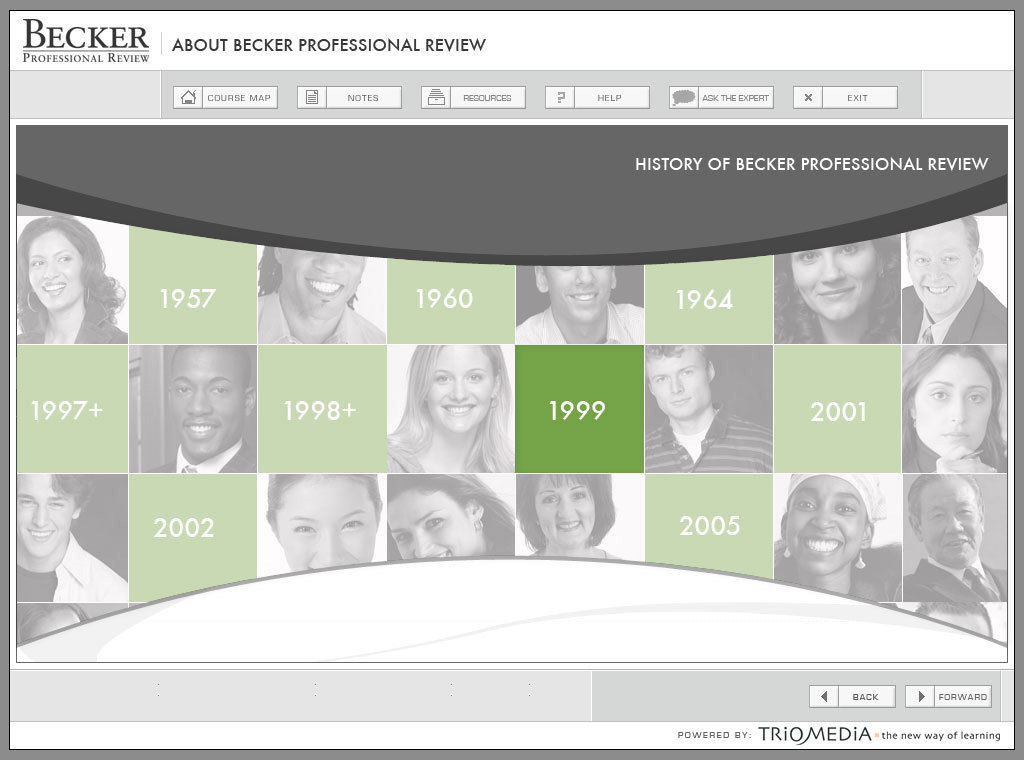 BECKER
PROFESSIONAL REVIEW
ABOUT BECKER PROFESSIONAL REVIEW
COURSE MAP
NOTES
RESOURCES
HELP
ASK THE EXPERT
EXIT
HISTORY OF BECKER PROFESSIONAL REVIEW
1957
1960
1964
1997+
1998+
1999
2001
2002
2005
BACK
FORWARD
POWERED BY: TRIOMEDIA the new way of learning